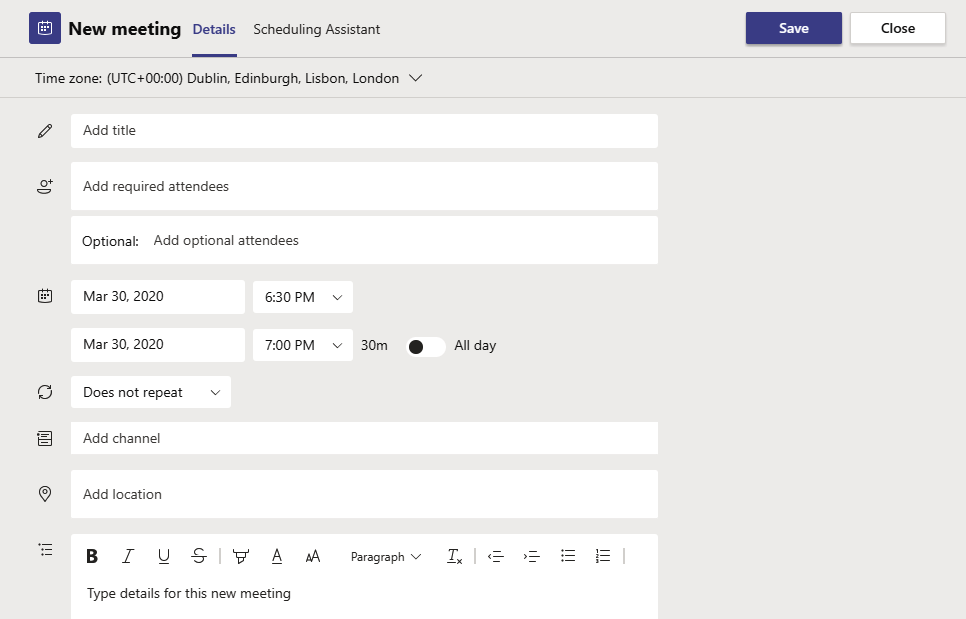 New meeting Details Scheduling Assistant Save Close
Time zone: (UTC+00:00) Dublin, Edinburgh, Lisbon, London
Add title
Add required attendees
Optional: Add optional attendees
Mar 30, 2020 6:30 PM
Mar 30, 2020 7:00 PM 30m All day
Does not repeat
Add channel
Add location
B I U S A AA Paragraph Tx
Type details for this new meeting